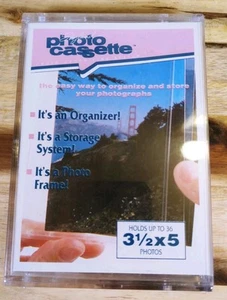 photo
cassette
the easy way to organize and store
your photographs
It's an Organizer!
It's a Storage
System!
It's a Photo
Frame!
HOLDS UP TO 36
3½x5
PHOTOS